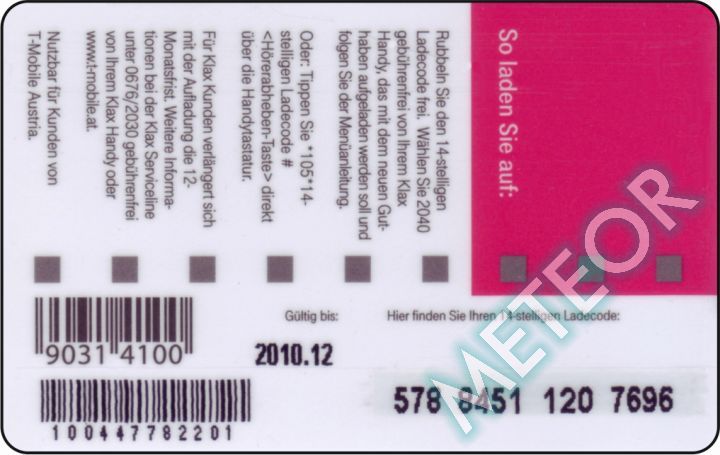 So laden Sie auf:
Rubbeln Sie den 14-stelligen
Ladecode frei. Wählen Sie 2040
gebührenfrei von Ihrem Klax
Handy, das mit dem neuen Gut-
haben aufgeladen werden soll und
folgen Sie der Menüanleitung.
Oder: Tippen Sie *105*14-
stelligen Ladecode #
<Hörerabheben-Taste> direkt
über die Handytastatur.
Für Klax Kunden verlängert sich
mit der Aufladung die 12-
Monatsfrist. Weitere Informa-
tionen bei der Klax Serviceline
unter 0676/2030 gebührenfrei
von Ihrem Klax Handy oder
www.t-mobile.at.
Nutzbar für Kunden von
T-Mobile Austria.
Gültig bis:
2010.12
Hier finden Sie Ihren 14-stelligen Ladecode:
578 8451 120 7696
9031 4100
100447782201
METEOR